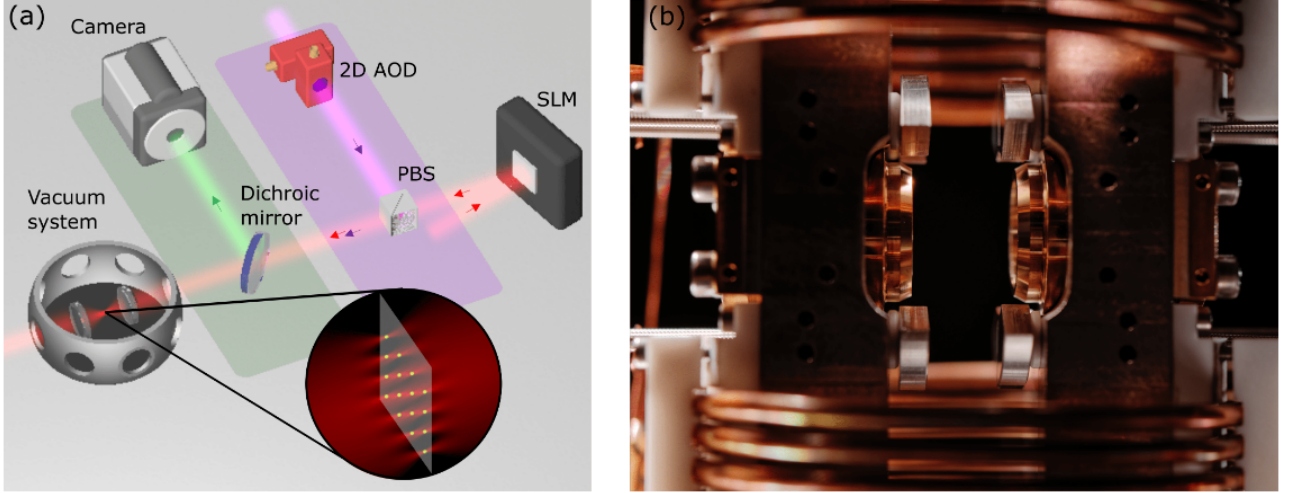 (a)
Camera
2D AOD
SLM
PBS
Vacuum
system
Dichroic
mirror
(b)